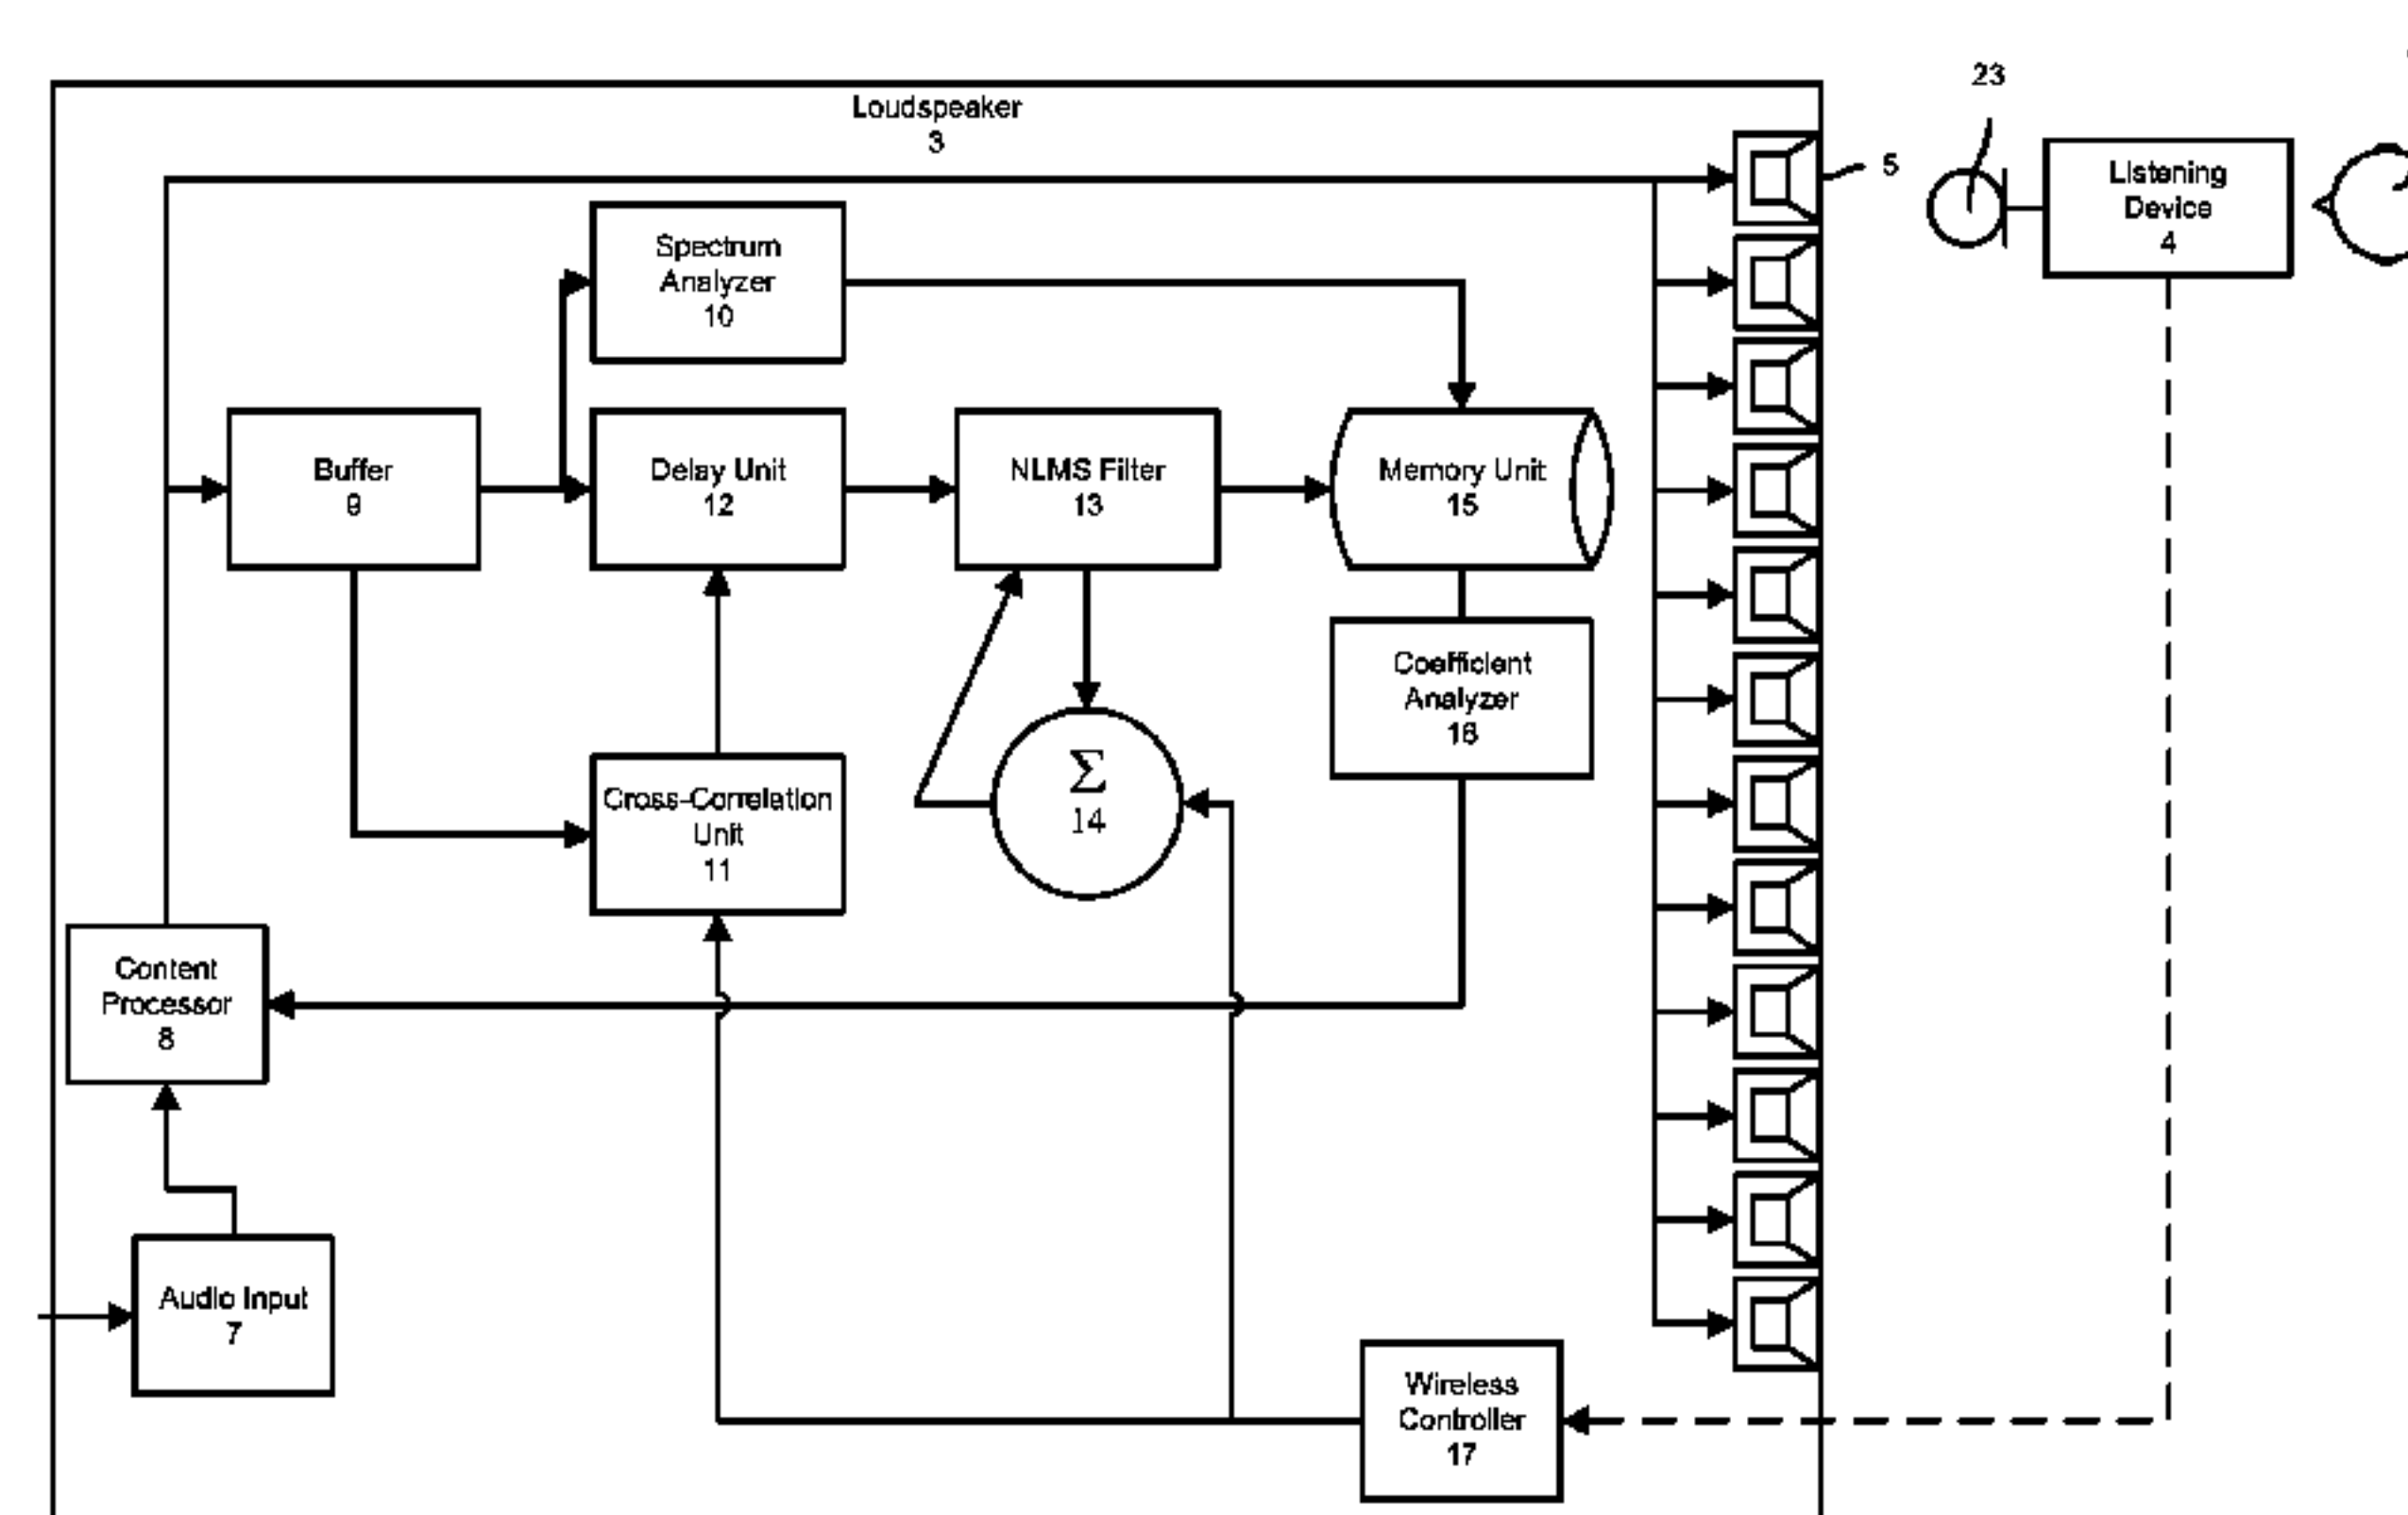 23
Loudspeaker
3
5
Listening
Device
4
Spectrum
Analyzer
10
Buffer
9
Delay Unit
12
NLMS Filter
13
Memory Unit
15
Coefficient
Analyzer
16
Σ
14
Cross-Correlation
Unit
11
Content
Processor
8
Audio Input
7
Wireless
Controller
17